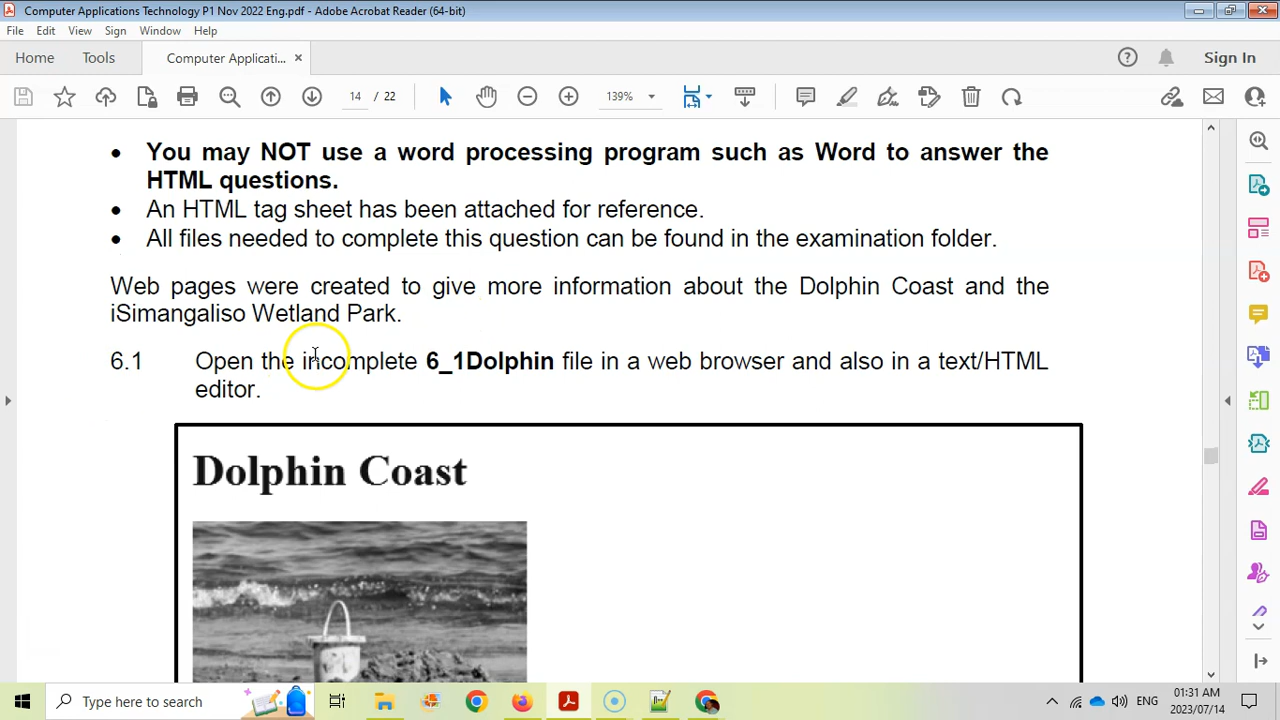 Computer Applications Technology P1 Nov 2022 Eng.pdf - Adobe Acrobat Reader (64-bit)
File Edit View Sign Window Help
Home Tools Computer Applicati... × Sign In
14 / 22 139%
• You may NOT use a word processing program such as Word to answer the
HTML questions.
• An HTML tag sheet has been attached for reference.
• All files needed to complete this question can be found in the examination folder.
Web pages were created to give more information about the Dolphin Coast and the
iSimangaliso Wetland Park.
6.1 Open the incomplete 6_1Dolphin file in a web browser and also in a text/HTML
editor.
Dolphin Coast
Type here to search
ENG
01:31 AM
2023/07/14